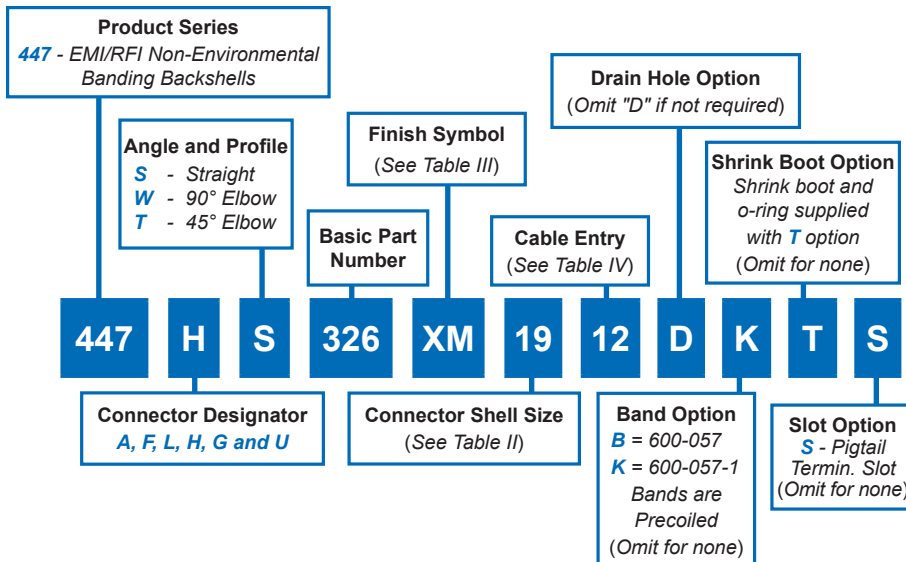 Product Series
447 - EMI/RFI Non-Environmental
Banding Backshells
Angle and Profile
S - Straight
W - 90° Elbow
T - 45° Elbow
Basic Part
Number
Finish Symbol
(See Table III)
Cable Entry
(See Table IV)
Drain Hole Option
(Omit "D" if not required)
Shrink Boot Option
Shrink boot and
o-ring supplied
with T option
(Omit for none)
447 H S 326 XM 19 12 D K T S
Connector Designator
A, F, L, H, G and U
Connector Shell Size
(See Table II)
Band Option
B = 600-057
K = 600-057-1
Bands are
Precoiled
(Omit for none)
Slot Option
S - Pigtail
Termin. Slot
(Omit for none)